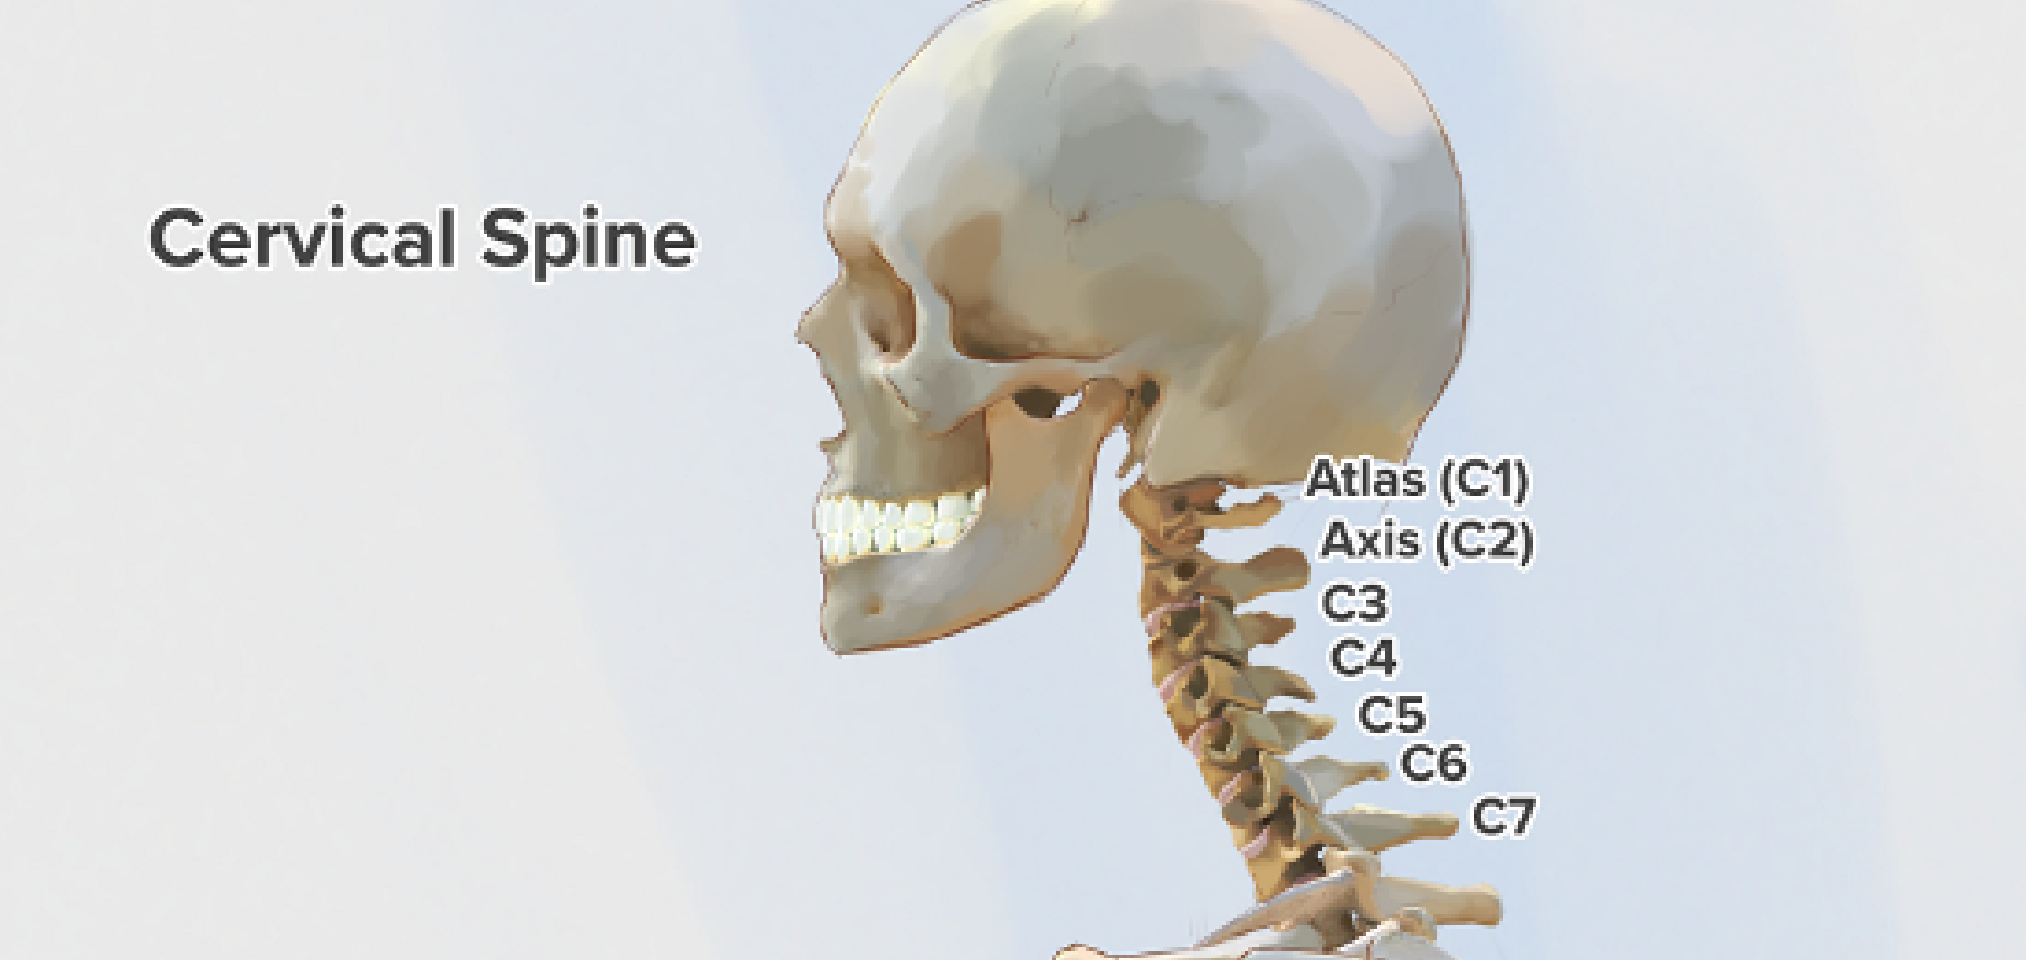 Cervical Spine
Atlas (C1)
Axis (C2)
C3
C4
C5
C6
C7